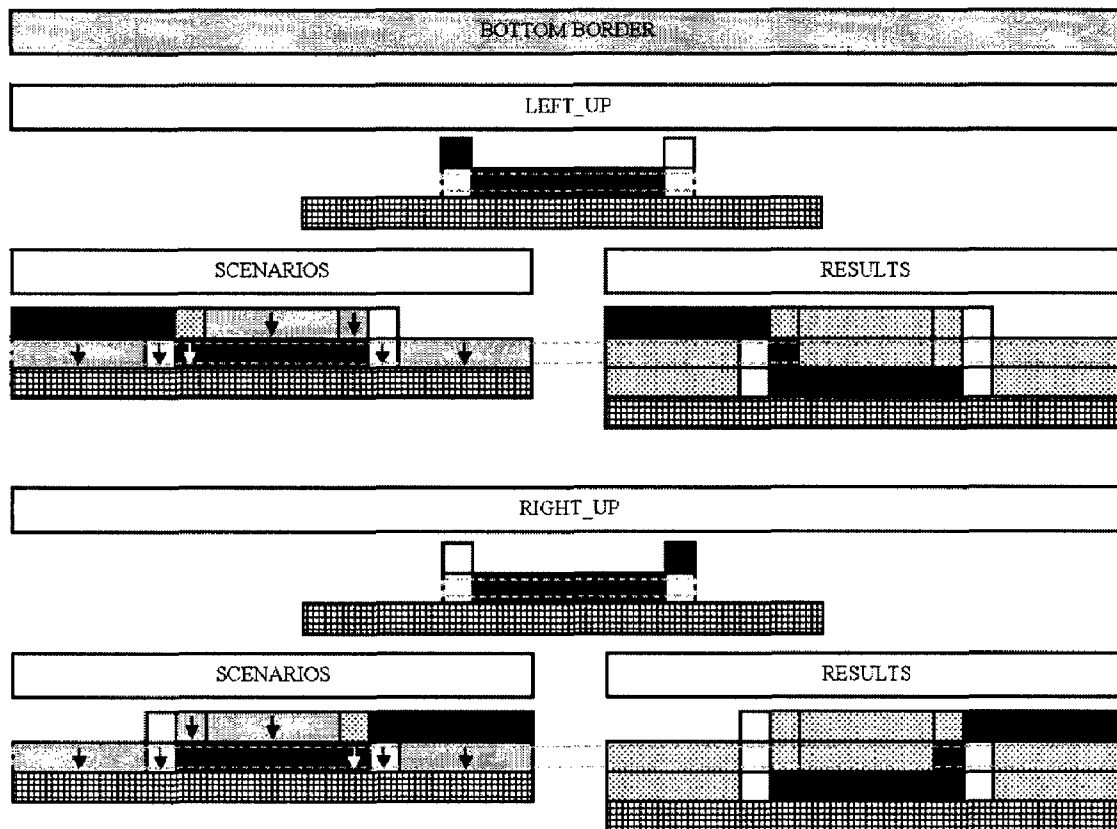 BOTTOM BORDER
LEFT_UP
SCENARIOS
RESULTS
RIGHT_UP
SCENARIOS
RESULTS